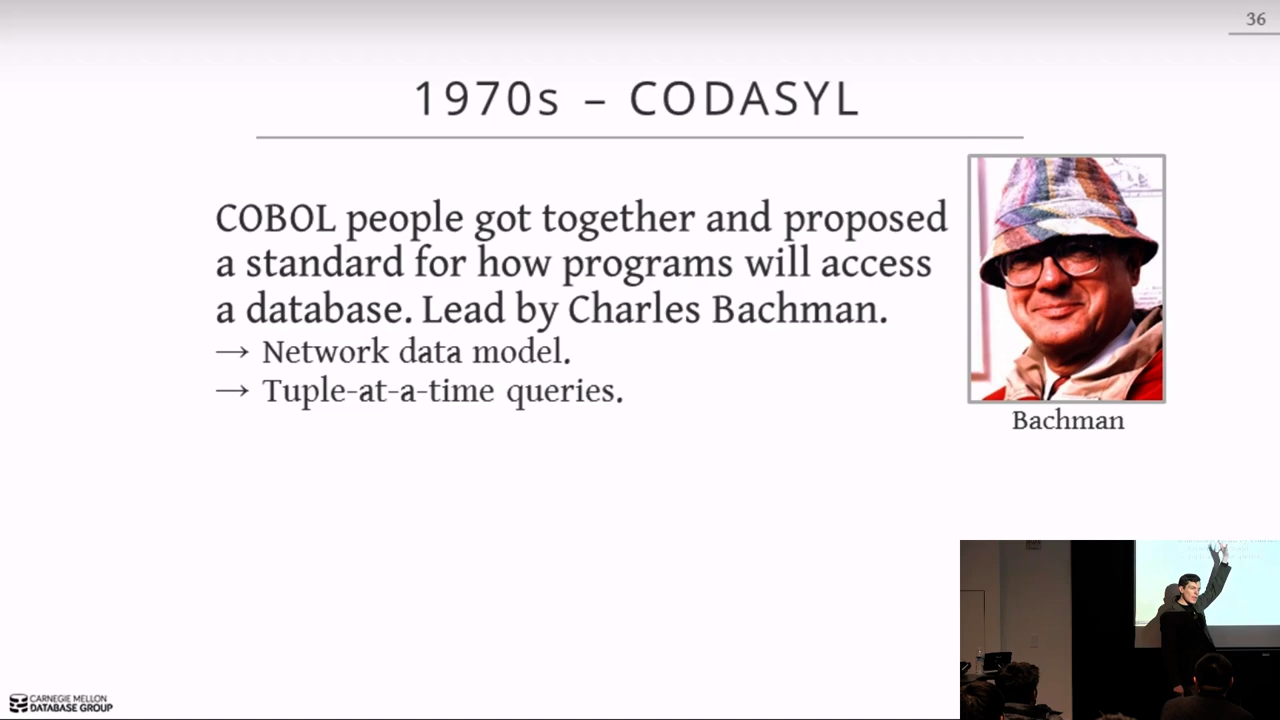 36
1970s – CODASYL
COBOL people got together and proposed
a standard for how programs will access
a database. Lead by Charles Bachman.
→ Network data model.
→ Tuple-at-a-time queries.
Bachman
CARNEGIE MELLON
DATABASE GROUP